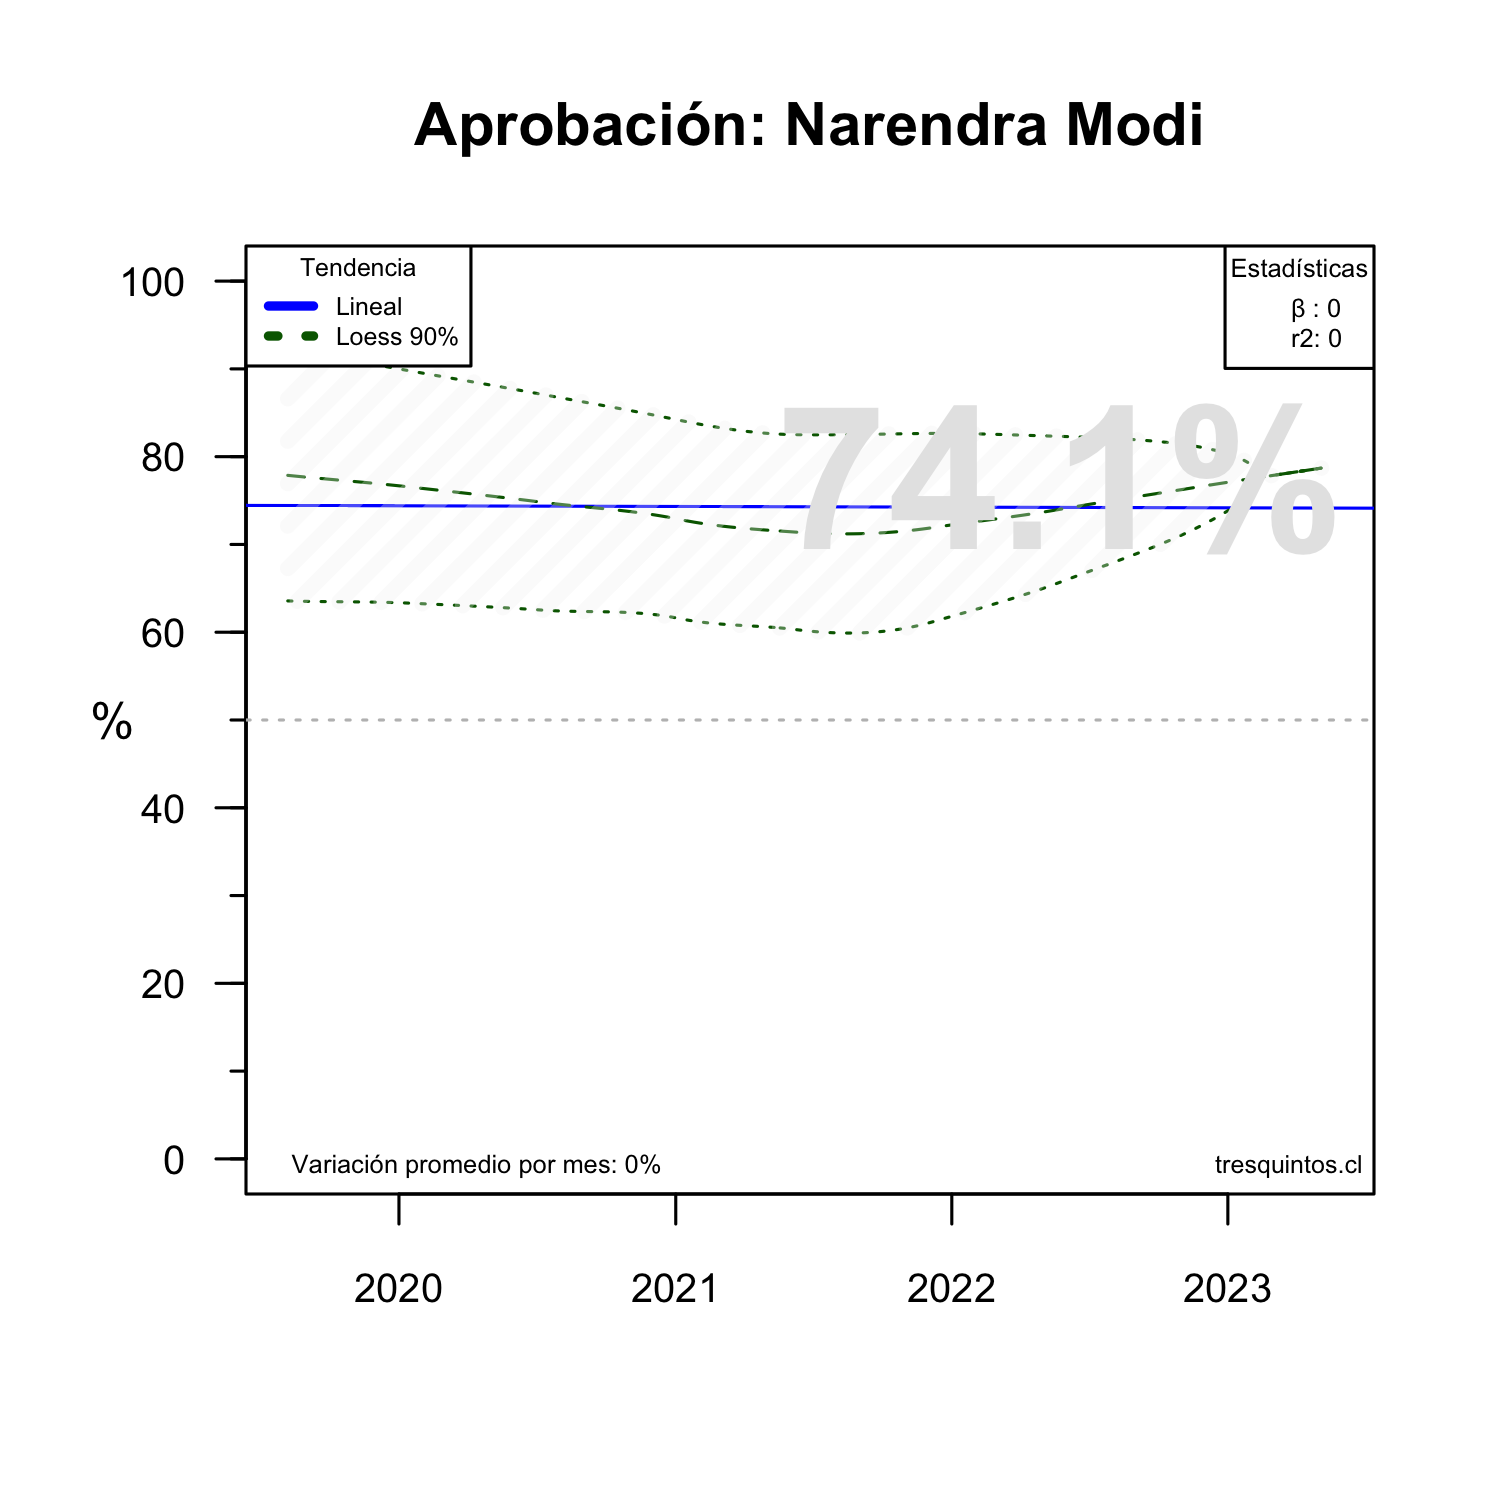 Aprobación: Narendra Modi
Tendencia
Lineal
Loess 90%
Estadísticas
β : 0
r2: 0
74.1%
100
80
60
%
40
20
0
Variación promedio por mes: 0%
tresquintos.cl
2020
2021
2022
2023